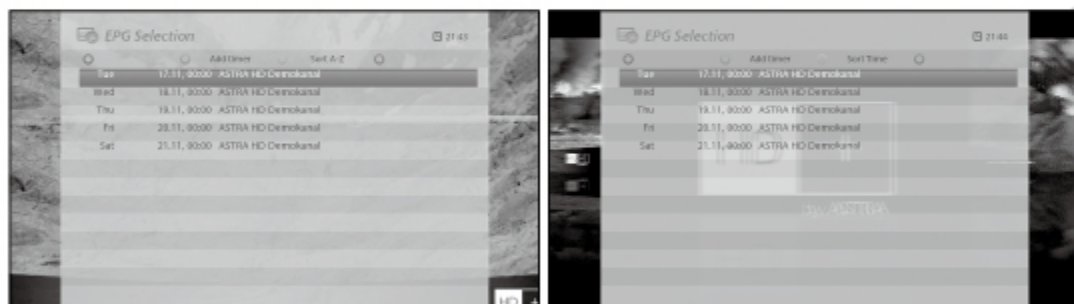 EPG Selection 21:43
Add timer Sort A-Z
Tue 17.11, 00:00 ASTRA HD Demokanal
Wed 18.11, 00:00 ASTRA HD Demokanal
Thu 19.11, 00:00 ASTRA HD Demokanal
Fri 20.11, 00:00 ASTRA HD Demokanal
Sat 21.11, 00:00 ASTRA HD Demokanal
HD +
EPG Selection 21:44
Add timer Sort Time
Tue 17.11, 00:00 ASTRA HD Demokanal
Wed 18.11, 00:00 ASTRA HD Demokanal
Thu 19.11, 00:00 ASTRA HD Demokanal
Fri 20.11, 00:00 ASTRA HD Demokanal
Sat 21.11, 00:00 ASTRA HD Demokanal
HD +
ASTRA